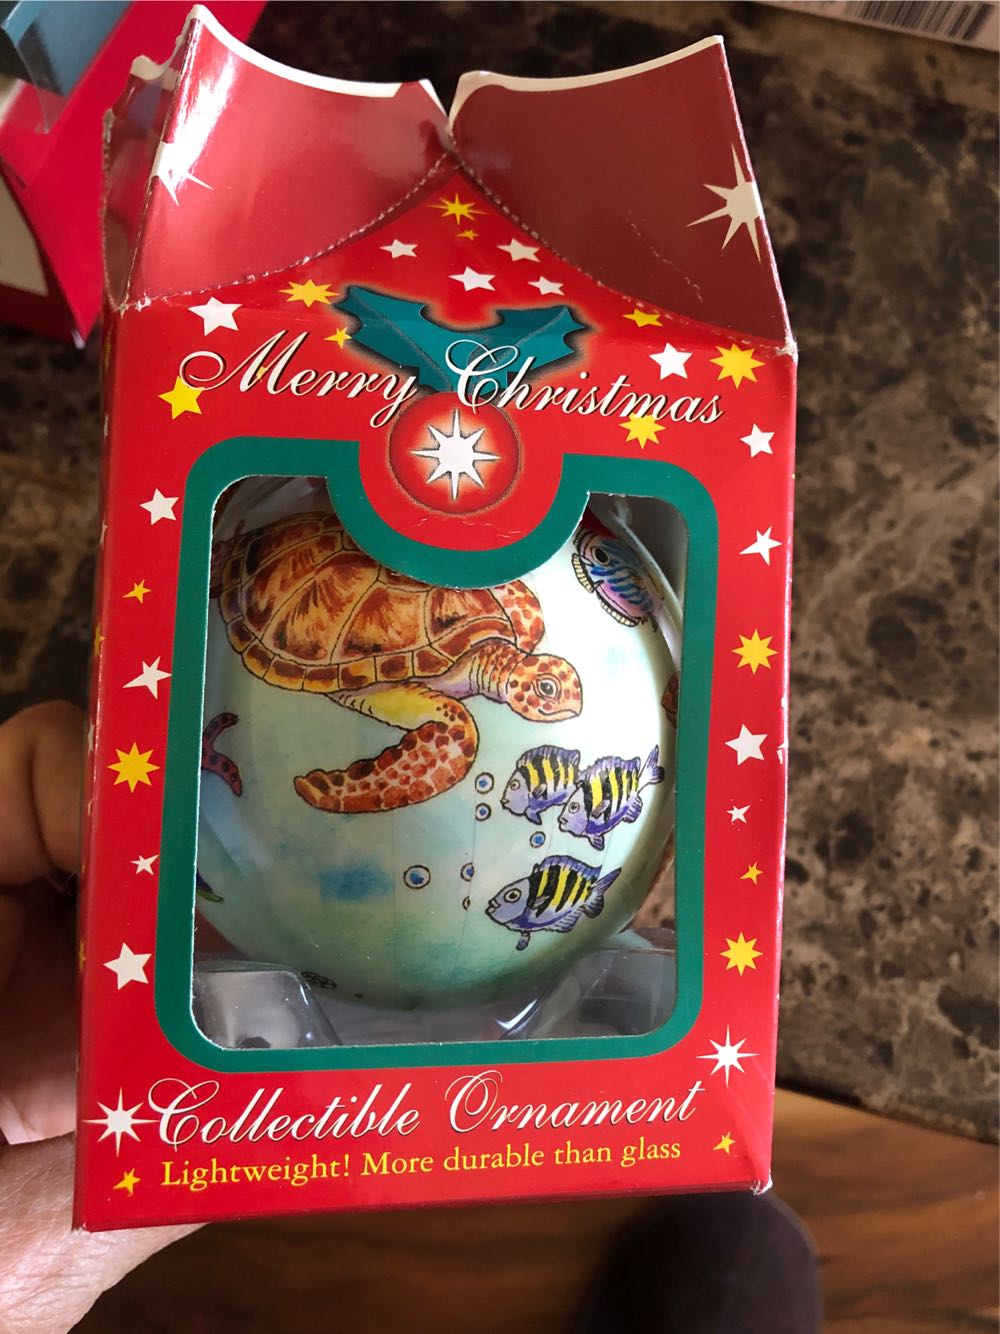 Merry Christmas
Collectible Ornament
Lightweight! More durable than glass